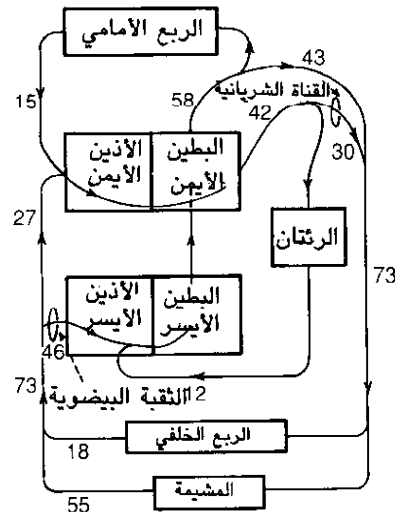 الربع الأمامي
43
15
58
القناة الشريانية
42
30
الأذين
الأيمن
البطين
الأيمن
27
الرئتان
73
الأذين
الأيسر
البطين
الأيسر
46
73
الثقبة البيضوية
12
الربع الخلفي
18
المشيمة
55